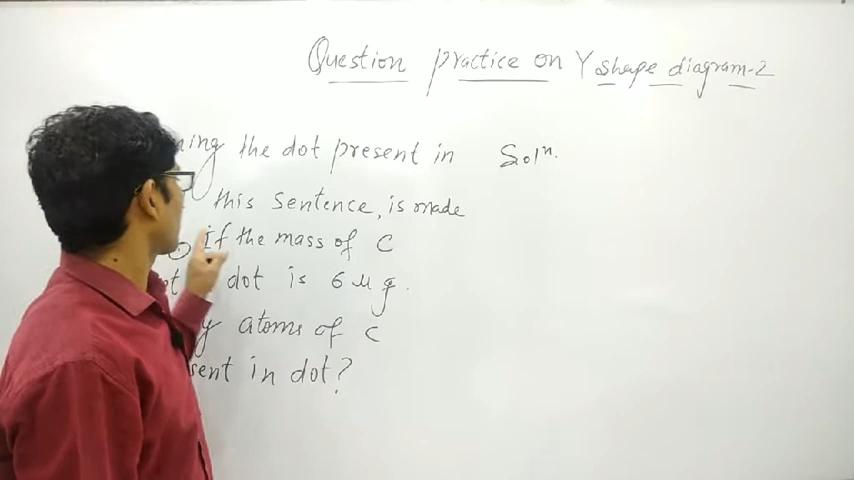 Question practice on Y shape diagram-2
the dot present in
Solⁿ.
this sentence, is made
if the mass of C
dot is 6 μg.
atoms of C
in dot?